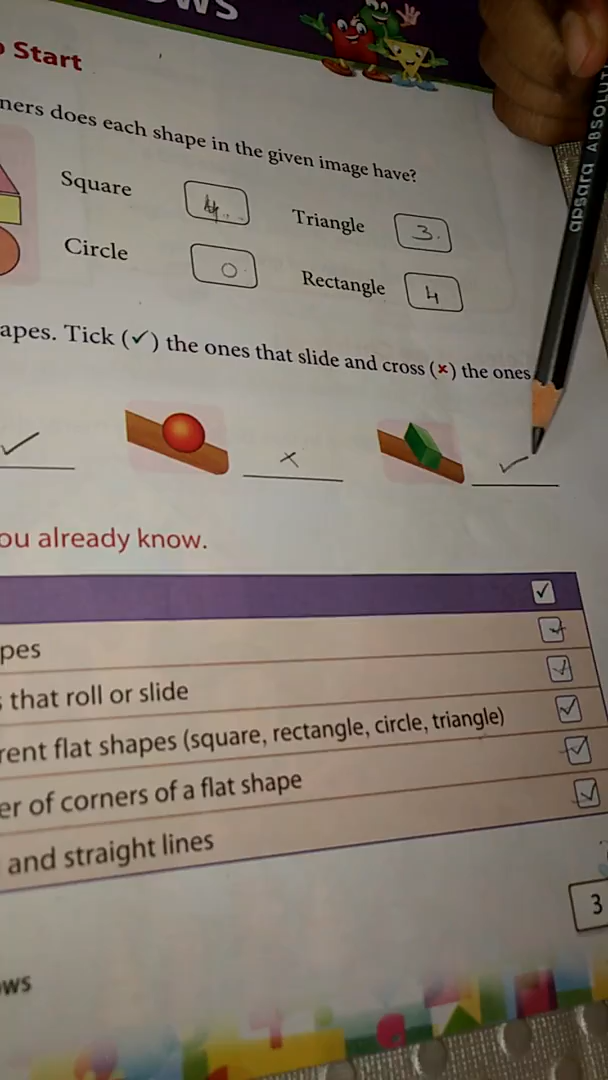 Start
ners does each shape in the given image have?
Square 4 Triangle 3
Circle 0 Rectangle 4
apes. Tick (✓) the ones that slide and cross (×) the ones
✓ × ✓
ou already know.
✓
pes ✓
s that roll or slide ✓
rent flat shapes (square, rectangle, circle, triangle) ✓
er of corners of a flat shape ✓
and straight lines ✓
3
ows
apsara ABSOLUT